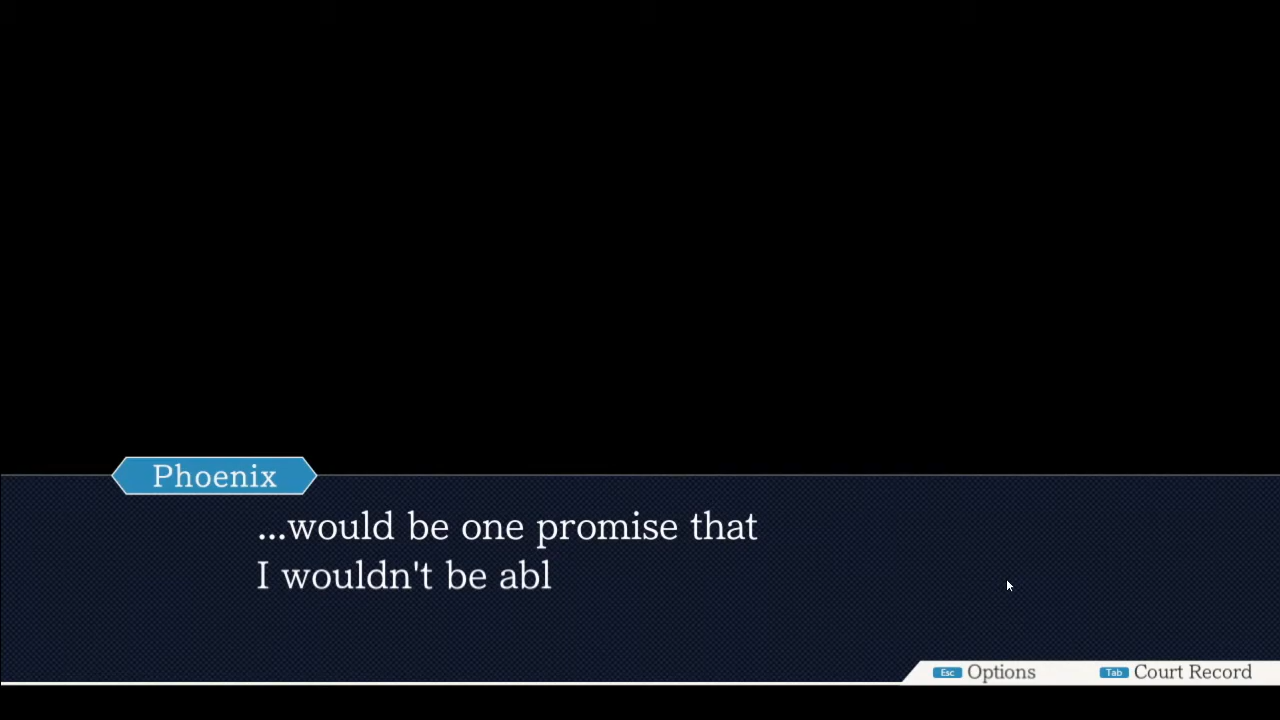 Phoenix
...would be one promise that
I wouldn't be abl
Esc Options Tab Court Record